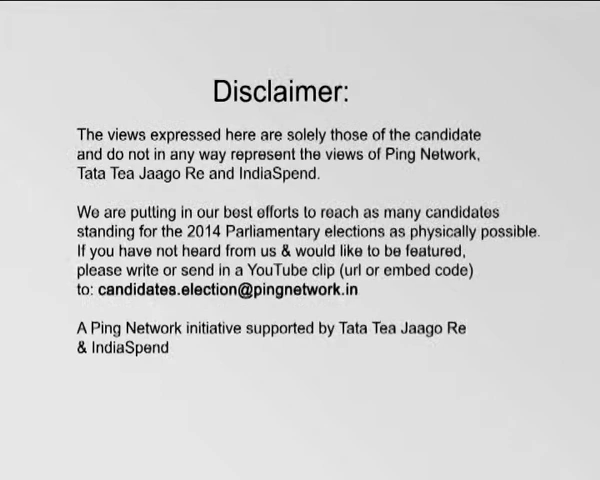 Disclaimer:
The views expressed here are solely those of the candidate
and do not in any way represent the views of Ping Network,
Tata Tea Jaago Re and IndiaSpend.
We are putting in our best efforts to reach as many candidates
standing for the 2014 Parliamentary elections as physically possible.
If you have not heard from us & would like to be featured,
please write or send in a YouTube clip (url or embed code)
to: candidates.election@pingnetwork.in
A Ping Network initiative supported by Tata Tea Jaago Re
& IndiaSpend